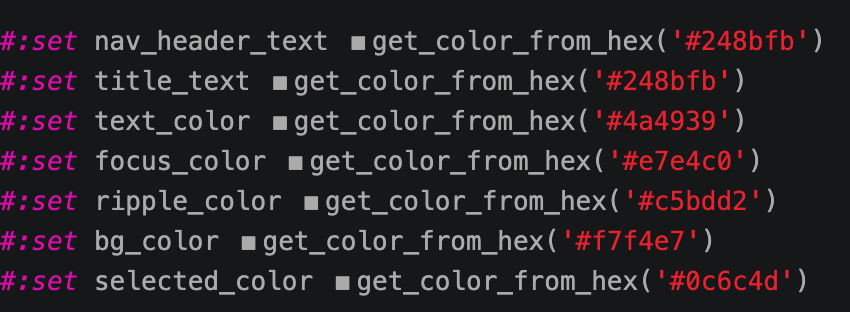 #:set nav_header_text ■get_color_from_hex('#248bfb')
#:set title_text ■get_color_from_hex('#248bfb')
#:set text_color ■get_color_from_hex('#4a4939')
#:set focus_color ■get_color_from_hex('#e7e4c0')
#:set ripple_color ■get_color_from_hex('#c5bdd2')
#:set bg_color ■get_color_from_hex('#f7f4e7')
#:set selected_color ■get_color_from_hex('#0c6c4d')